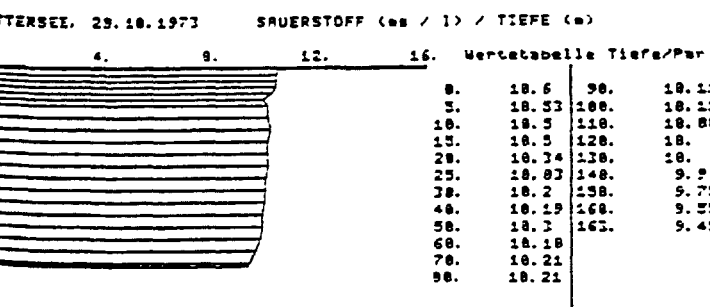 TTERSEE, 29.10.1973 SAUERSTOFF (mg / l) / TIEFE (m)
4. 8. 12. 16. Wertetabelle Tiefe/Par
0. 10.6 90. 10.1
5. 10.53 100. 10.1
10. 10.5 110. 10.0
15. 10.5 120. 10.
20. 10.34 130. 10.
25. 10.03 140. 9.9
30. 10.2 150. 9.7
40. 10.19 160. 9.5
50. 10.3 163. 9.4
60. 10.18
70. 10.21
90. 10.21